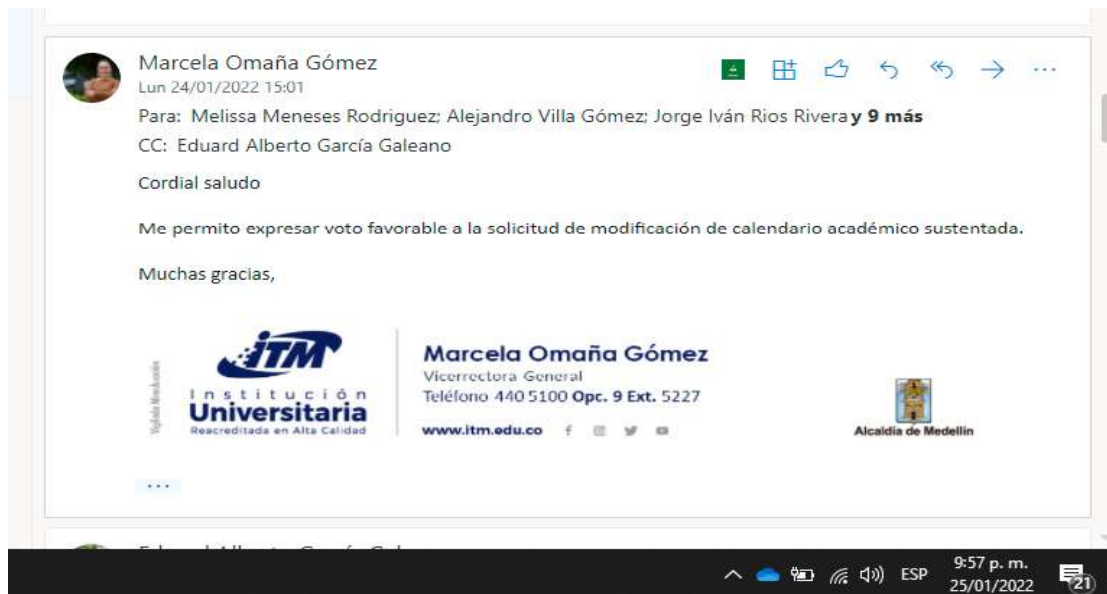 Marcela Omaña Gómez
Lun 24/01/2022 15:01
Para: Melissa Meneses Rodriguez; Alejandro Villa Gómez; Jorge Iván Rios Rivera y 9 más
CC: Eduard Alberto García Galeano
Cordial saludo
Me permito expresar voto favorable a la solicitud de modificación de calendario académico sustentada.
Muchas gracias,
iTM
Institución
Universitaria
Reacreditada en Alta Calidad
Marcela Omaña Gómez
Vicerrectora General
Teléfono 440 5100 Opc. 9 Ext. 5227
www.itm.edu.co
Alcaldía de Medellín
ESP
9:57 p. m.
25/01/2022
21